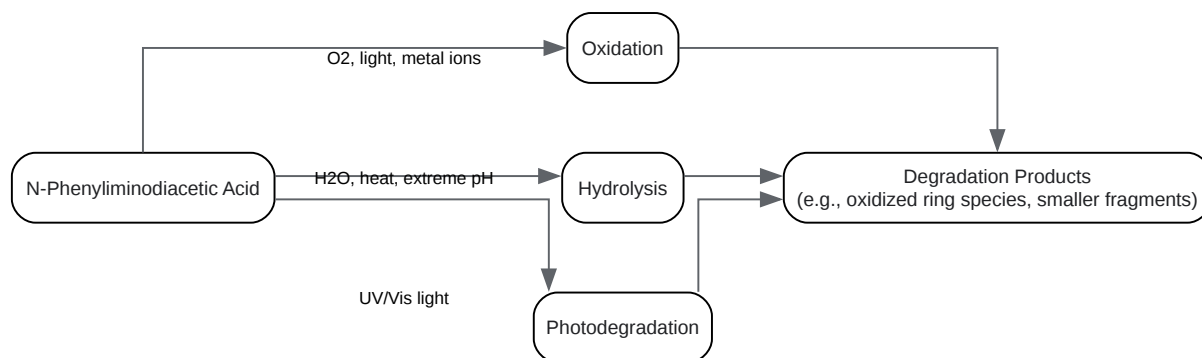 Oxidation
O2, light, metal ions
N-Phenyliminodiacetic Acid
H2O, heat, extreme pH
Hydrolysis
Degradation Products
(e.g., oxidized ring species, smaller fragments)
UV/Vis light
Photodegradation